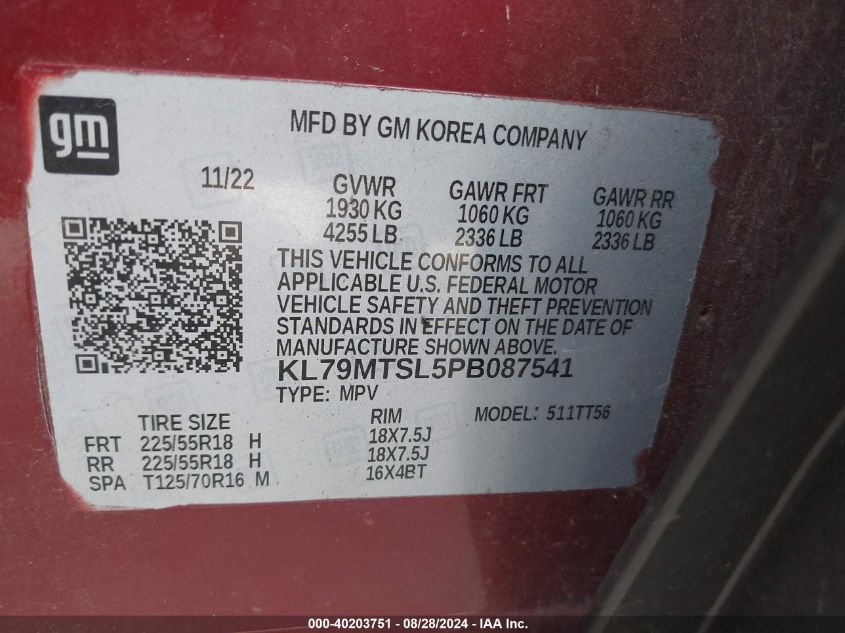 gm
MFD BY GM KOREA COMPANY
11/22 GVWR GAWR FRT GAWR RR
1930 KG 1060 KG 1060 KG
4255 LB 2336 LB 2336 LB
THIS VEHICLE CONFORMS TO ALL
APPLICABLE U.S. FEDERAL MOTOR
VEHICLE SAFETY AND THEFT PREVENTION
STANDARDS IN EFFECT ON THE DATE OF
MANUFACTURE SHOWN ABOVE.
KL79MTSL5PB087541
TYPE: MPV
TIRE SIZE RIM MODEL: 511TT56
FRT 225/55R18 H 18X7.5J
RR 225/55R18 H 18X7.5J
SPA T125/70R16 M 16X4BT
000-40203751 - 08/28/2024 - IAA Inc.